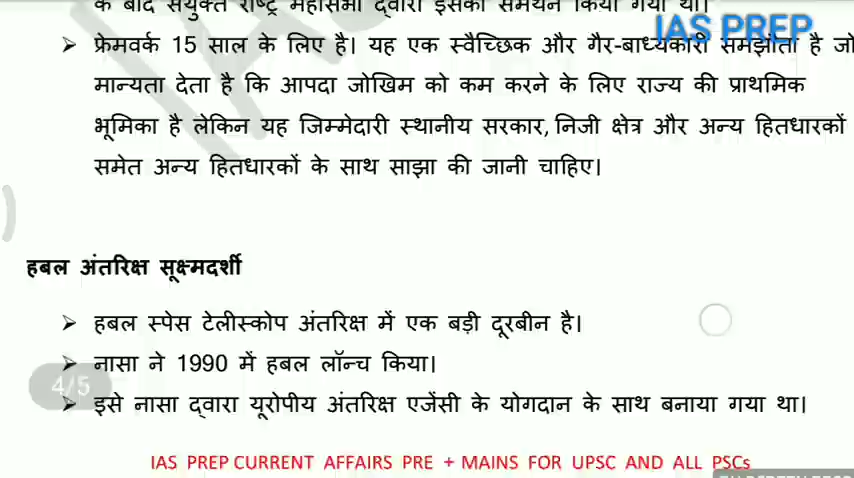 के बाद संयुक्त राष्ट्र महासभा द्वारा इसका समर्थन किया गया था।
IAS PREP
➢ फ्रेमवर्क 15 साल के लिए है। यह एक स्वैच्छिक और गैर-बाध्यकारी समझौता है जो
मान्यता देता है कि आपदा जोखिम को कम करने के लिए राज्य की प्राथमिक
भूमिका है लेकिन यह जिम्मेदारी स्थानीय सरकार, निजी क्षेत्र और अन्य हितधारकों
समेत अन्य हितधारकों के साथ साझा की जानी चाहिए।
हबल अंतरिक्ष सूक्ष्मदर्शी
➢ हबल स्पेस टेलीस्कोप अंतरिक्ष में एक बड़ी दूरबीन है।
➢ नासा ने 1990 में हबल लॉन्च किया।
4/5
➢ इसे नासा द्वारा यूरोपीय अंतरिक्ष एजेंसी के योगदान के साथ बनाया गया था।
IAS PREP CURRENT AFFAIRS PRE + MAINS FOR UPSC AND ALL PSCs